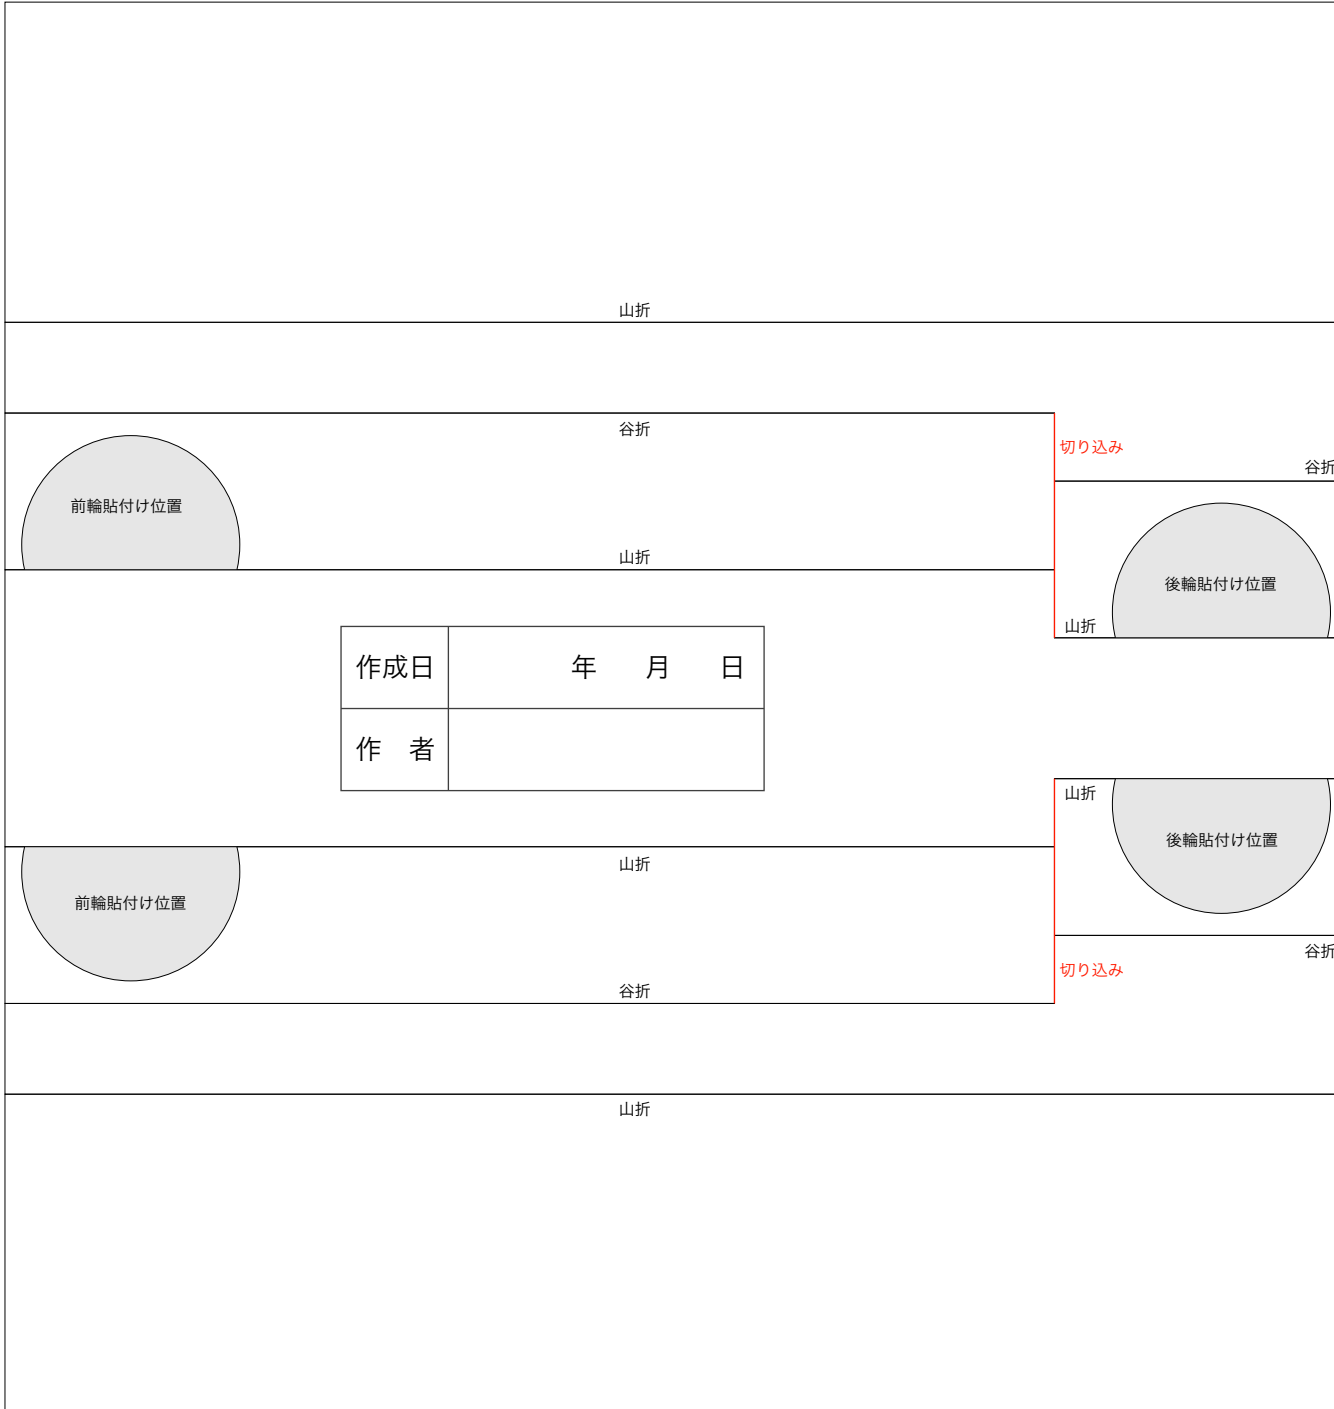 山折
谷折
切り込み
谷折
前輪貼付け位置
山折
後輪貼付け位置
山折
作成日 年 月 日
作 者
山折
後輪貼付け位置
山折
前輪貼付け位置
谷折
切り込み
谷折
山折